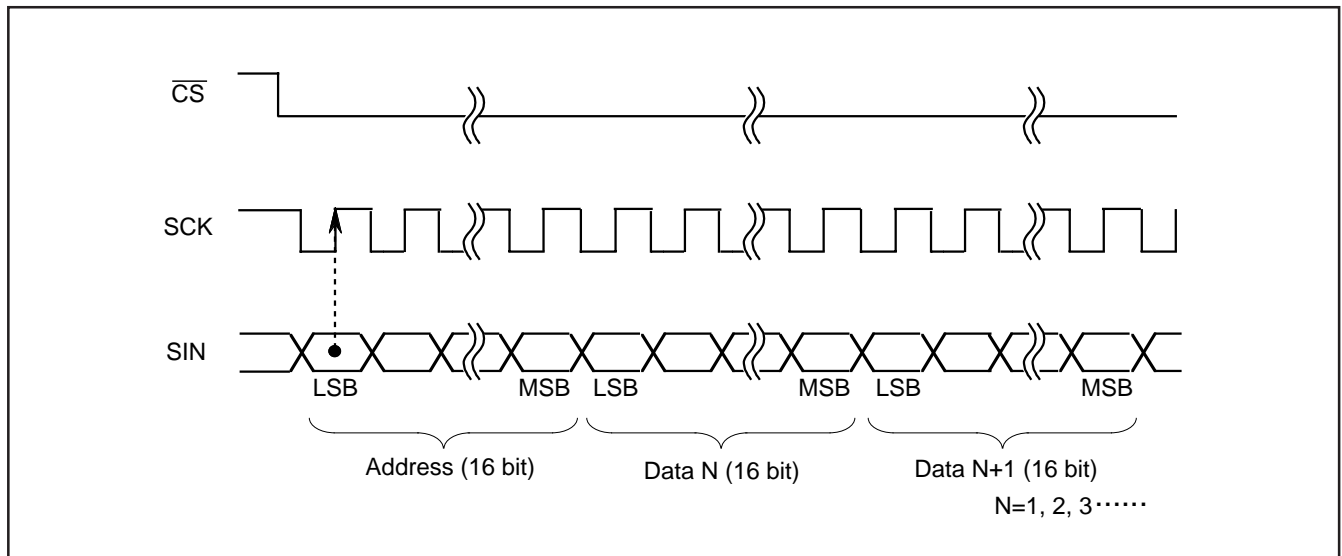 CS
SCK
SIN
LSB MSB LSB MSB LSB MSB
Address (16 bit) Data N (16 bit) Data N+1 (16 bit)
N=1, 2, 3······